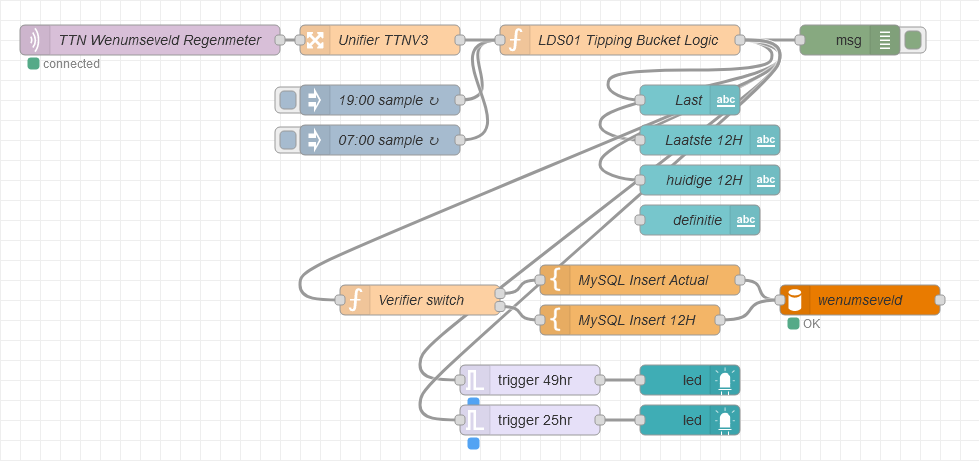 TTN Wenumseveld Regenmeter
Unifier TTNV3
LDS01 Tipping Bucket Logic
msg
connected
19:00 sample ↻
Last
abc
07:00 sample ↻
Laatste 12H
abc
huidige 12H
abc
definitie
abc
MySQL Insert Actual
Verifier switch
wenumseveld
MySQL Insert 12H
OK
trigger 49hr
led
trigger 25hr
led